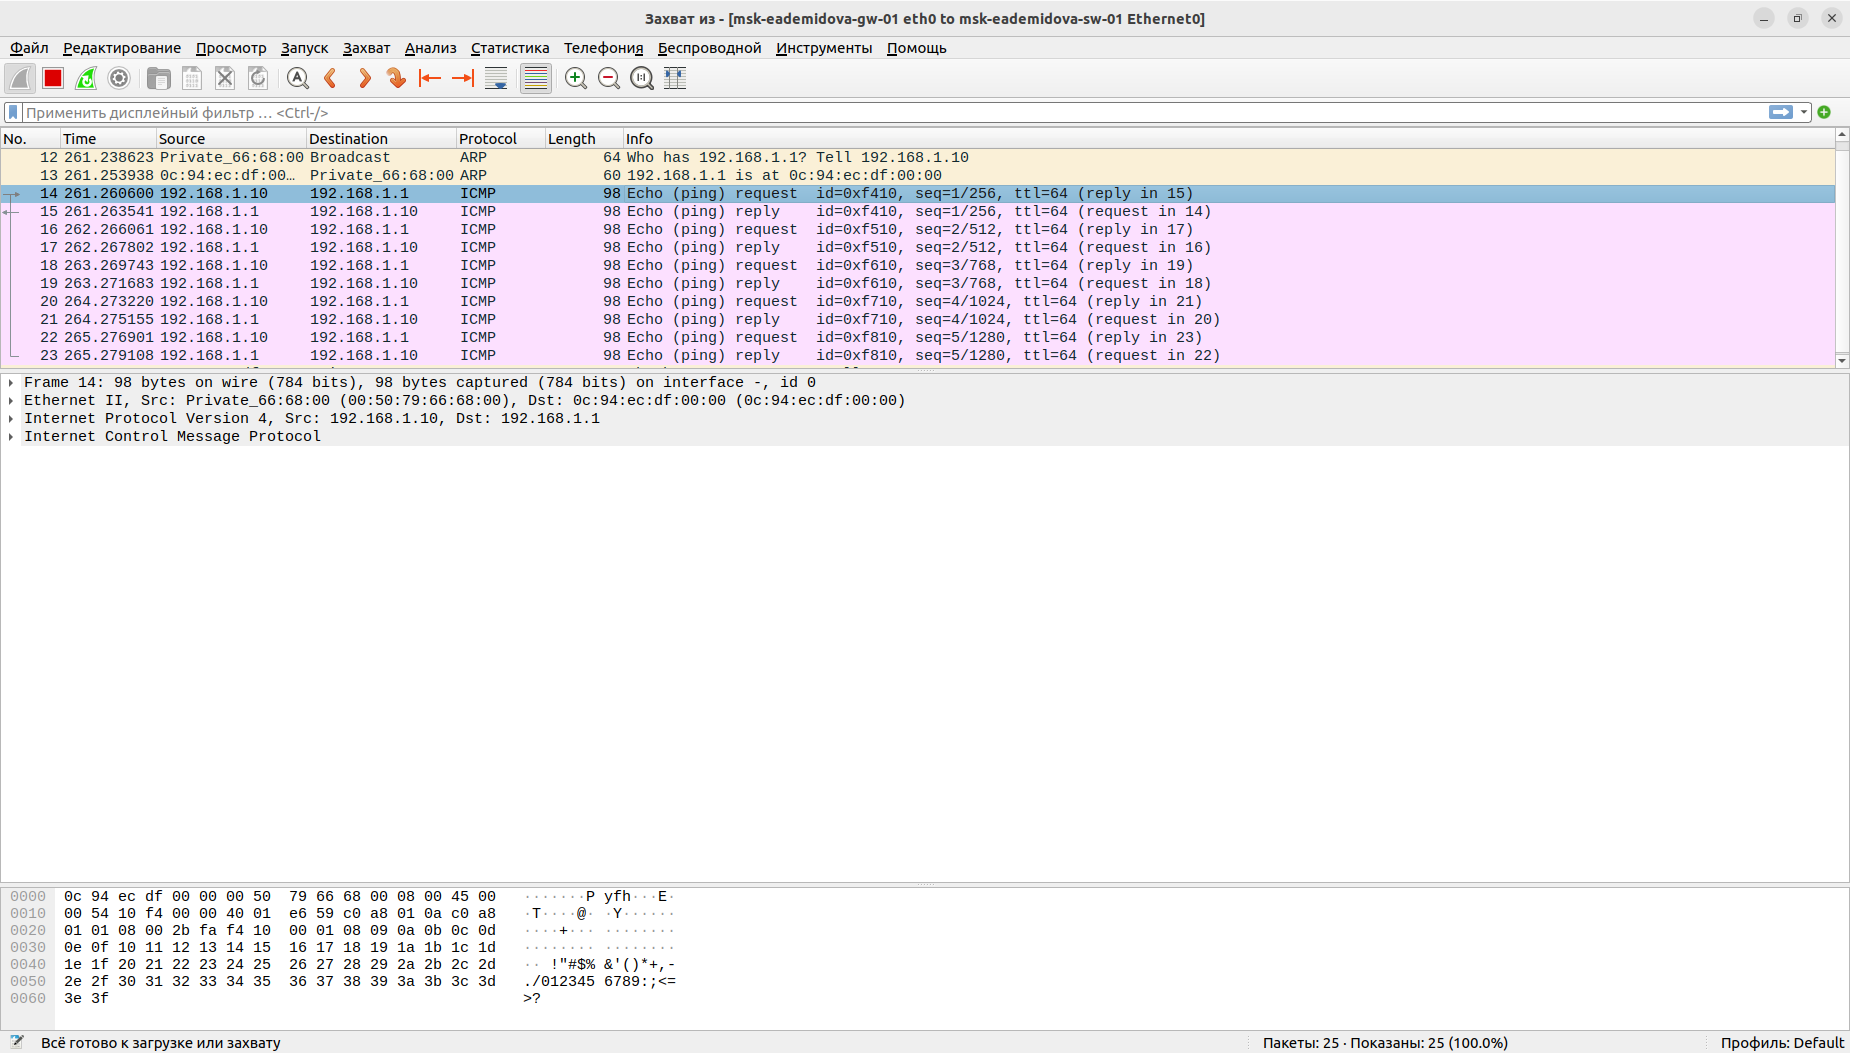 Захват из - [msk-eademidova-gw-01 eth0 to msk-eademidova-sw-01 Ethernet0]
Файл Редактирование Просмотр Запуск Захват Анализ Статистика Телефония Беспроводной Инструменты Помощь
Применить дисплейный фильтр … <Ctrl-/>
No. Time Source Destination Protocol Length Info
12 261.238623 Private_66:68:00 Broadcast ARP 64 Who has 192.168.1.1? Tell 192.168.1.10
13 261.253938 0c:94:ec:df:00… Private_66:68:00 ARP 60 192.168.1.1 is at 0c:94:ec:df:00:00
14 261.260600 192.168.1.10 192.168.1.1 ICMP 98 Echo (ping) request id=0xf410, seq=1/256, ttl=64 (reply in 15)
15 261.263541 192.168.1.1 192.168.1.10 ICMP 98 Echo (ping) reply id=0xf410, seq=1/256, ttl=64 (request in 14)
16 262.266061 192.168.1.10 192.168.1.1 ICMP 98 Echo (ping) request id=0xf510, seq=2/512, ttl=64 (reply in 17)
17 262.267802 192.168.1.1 192.168.1.10 ICMP 98 Echo (ping) reply id=0xf510, seq=2/512, ttl=64 (request in 16)
18 263.269743 192.168.1.10 192.168.1.1 ICMP 98 Echo (ping) request id=0xf610, seq=3/768, ttl=64 (reply in 19)
19 263.271683 192.168.1.1 192.168.1.10 ICMP 98 Echo (ping) reply id=0xf610, seq=3/768, ttl=64 (request in 18)
20 264.273220 192.168.1.10 192.168.1.1 ICMP 98 Echo (ping) request id=0xf710, seq=4/1024, ttl=64 (reply in 21)
21 264.275155 192.168.1.1 192.168.1.10 ICMP 98 Echo (ping) reply id=0xf710, seq=4/1024, ttl=64 (request in 20)
22 265.276901 192.168.1.10 192.168.1.1 ICMP 98 Echo (ping) request id=0xf810, seq=5/1280, ttl=64 (reply in 23)
23 265.279108 192.168.1.1 192.168.1.10 ICMP 98 Echo (ping) reply id=0xf810, seq=5/1280, ttl=64 (request in 22)
Frame 14: 98 bytes on wire (784 bits), 98 bytes captured (784 bits) on interface -, id 0
Ethernet II, Src: Private_66:68:00 (00:50:79:66:68:00), Dst: 0c:94:ec:df:00:00 (0c:94:ec:df:00:00)
Internet Protocol Version 4, Src: 192.168.1.10, Dst: 192.168.1.1
Internet Control Message Protocol
0000 0c 94 ec df 00 00 00 50 79 66 68 00 08 00 45 00 ·······P yfh···E·
0010 00 54 10 f4 00 00 40 01 e6 59 c0 a8 01 0a c0 a8 ·T····@· ·Y······
0020 01 01 08 00 2b fa f4 10 00 01 08 09 0a 0b 0c 0d ····+··· ········
0030 0e 0f 10 11 12 13 14 15 16 17 18 19 1a 1b 1c 1d ········ ········
0040 1e 1f 20 21 22 23 24 25 26 27 28 29 2a 2b 2c 2d ·· !"#$% &'()*+,-
0050 2e 2f 30 31 32 33 34 35 36 37 38 39 3a 3b 3c 3d ./012345 6789:;<=
0060 3e 3f >?
Всё готово к загрузке или захвату Пакеты: 25 · Показаны: 25 (100.0%) Профиль: Default